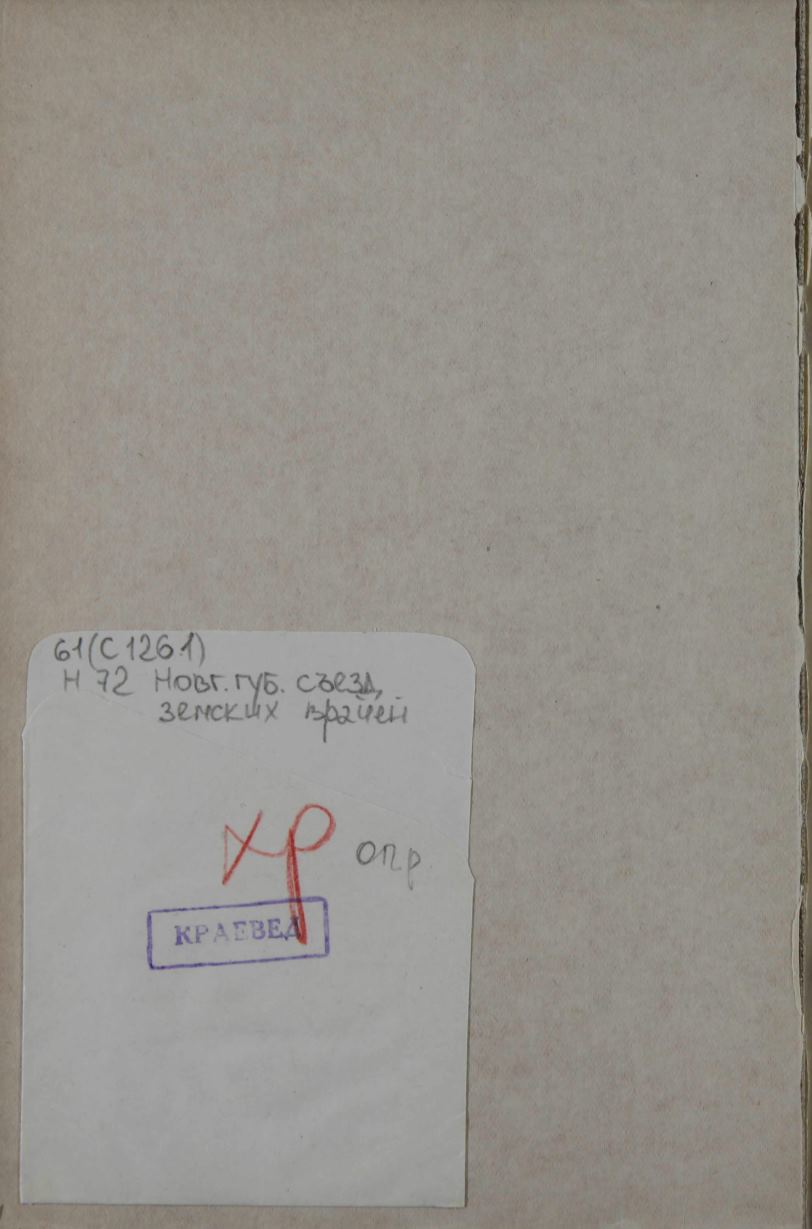 61(С1261)
Н 72 Новг. губ. съезд
земских врачей
хр
опр
КРАЕВЕД